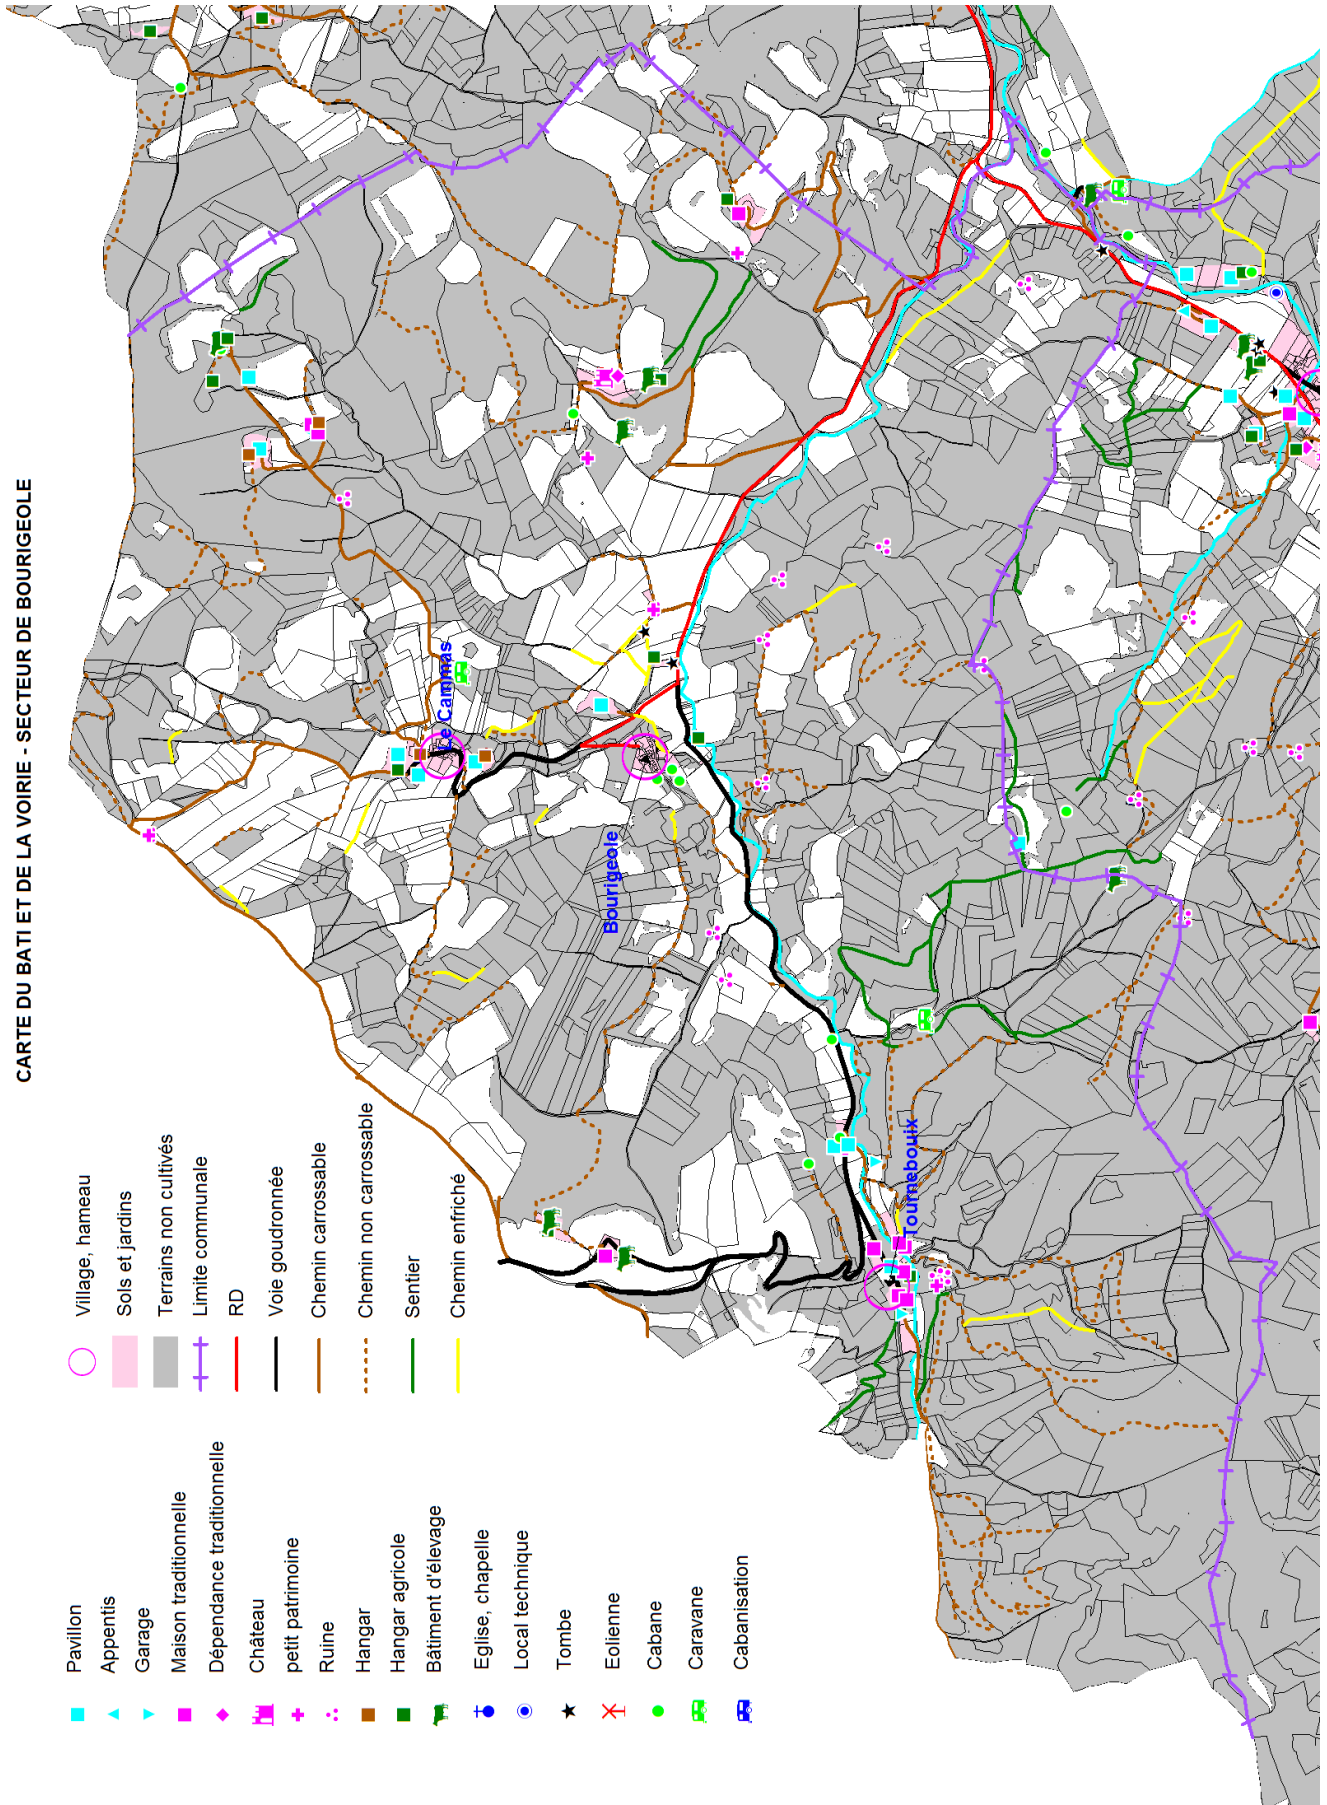 CARTE DU BATI ET DE LA VOIRIE - SECTEUR DE BOURIGEOLE
Pavillon
Appentis
Garage
Maison traditionnelle
Dépendance traditionnelle
Château
petit patrimoine
Ruine
Hangar
Hangar agricole
Bâtiment d'élevage
Eglise, chapelle
Local technique
Tombe
Eolienne
Cabane
Caravane
Cabanisation
Village, hameau
Sols et jardins
Terrains non cultivés
Limite communale
RD
Voie goudronnée
Chemin carrossable
Chemin non carrossable
Sentier
Chemin enfriché
Le Cammas
Bourigeole
Tournebouix